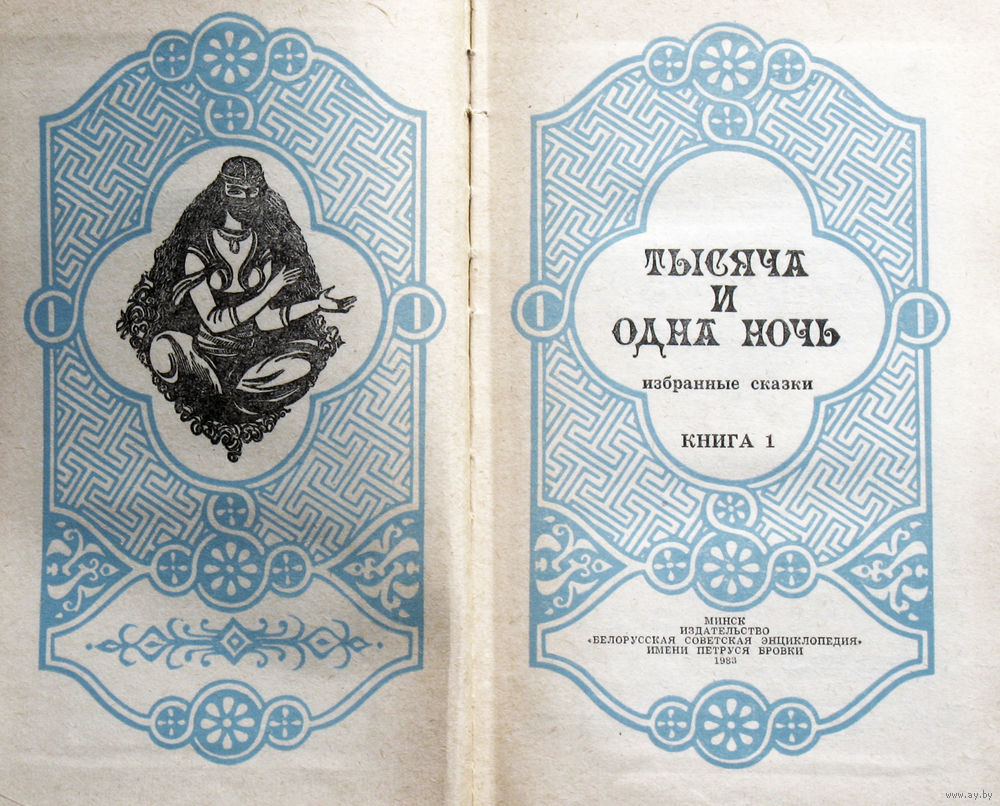 ТЫСЯЧА
И
ОДНА НОЧЬ
избранные сказки
КНИГА 1
МИНСК
ИЗДАТЕЛЬСТВО
«БЕЛОРУССКАЯ СОВЕТСКАЯ ЭНЦИКЛОПЕДИЯ»
ИМЕНИ ПЕТРУСЯ БРОВКИ
1983
www.ay.by